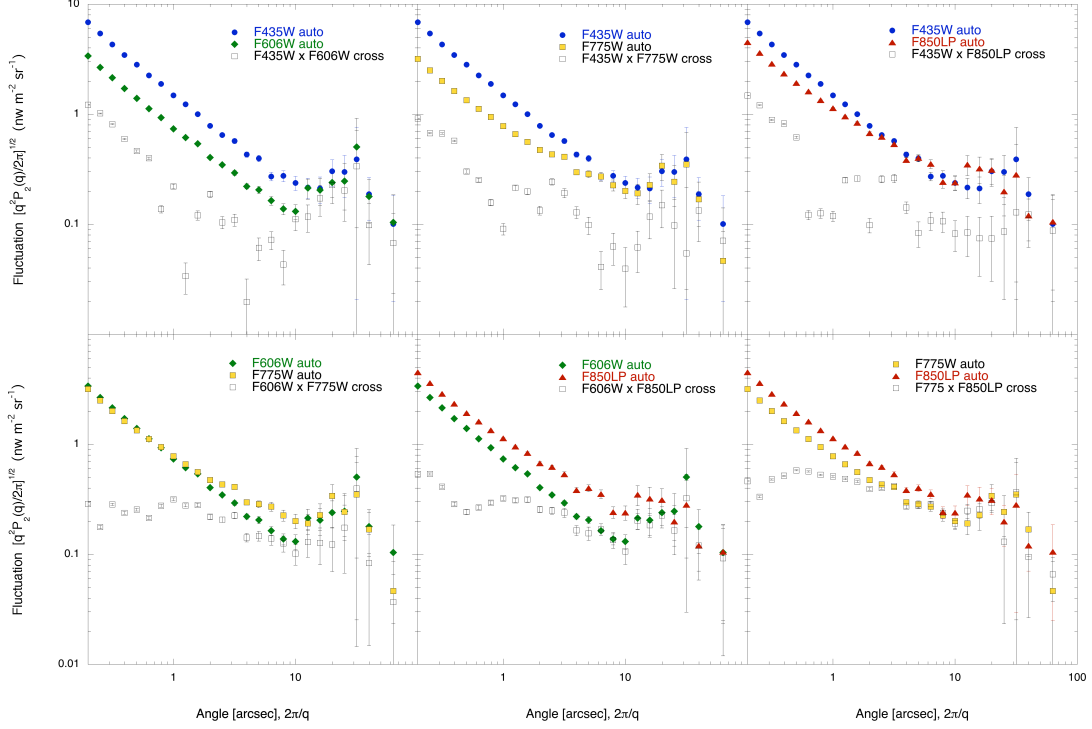 10
F435W auto
F606W auto
F435W x F606W cross
F435W auto
F775W auto
F435W x F775W cross
F435W auto
F850LP auto
F435W x F850LP cross
1
0.1
Fluctuation [q²P₂(q)/2π]^1/2 (nw m⁻² sr⁻¹)
F606W auto
F775W auto
F606W x F775W cross
F606W auto
F850LP auto
F606W x F850LP cross
F775W auto
F850LP auto
F775 x F850LP cross
1
0.1
0.01
Fluctuation [q²P₂(q)/2π]^1/2 (nw m⁻² sr⁻¹)
1 10 1 10 1 10 100
Angle [arcsec], 2π/q Angle [arcsec], 2π/q Angle [arcsec], 2π/q